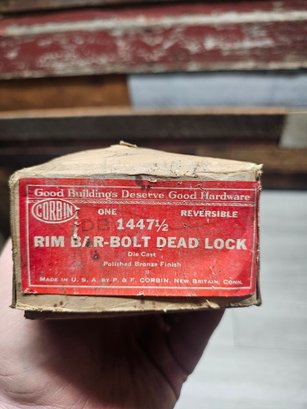 Good Buildings Deserve Good Hardware
CORBIN
ONE 1447½ REVERSIBLE
RIM BAR-BOLT DEAD LOCK
Die Cast
Polished Bronze Finish
MADE IN U. S. A. BY P. & F. CORBIN, NEW BRITAIN, CONN.